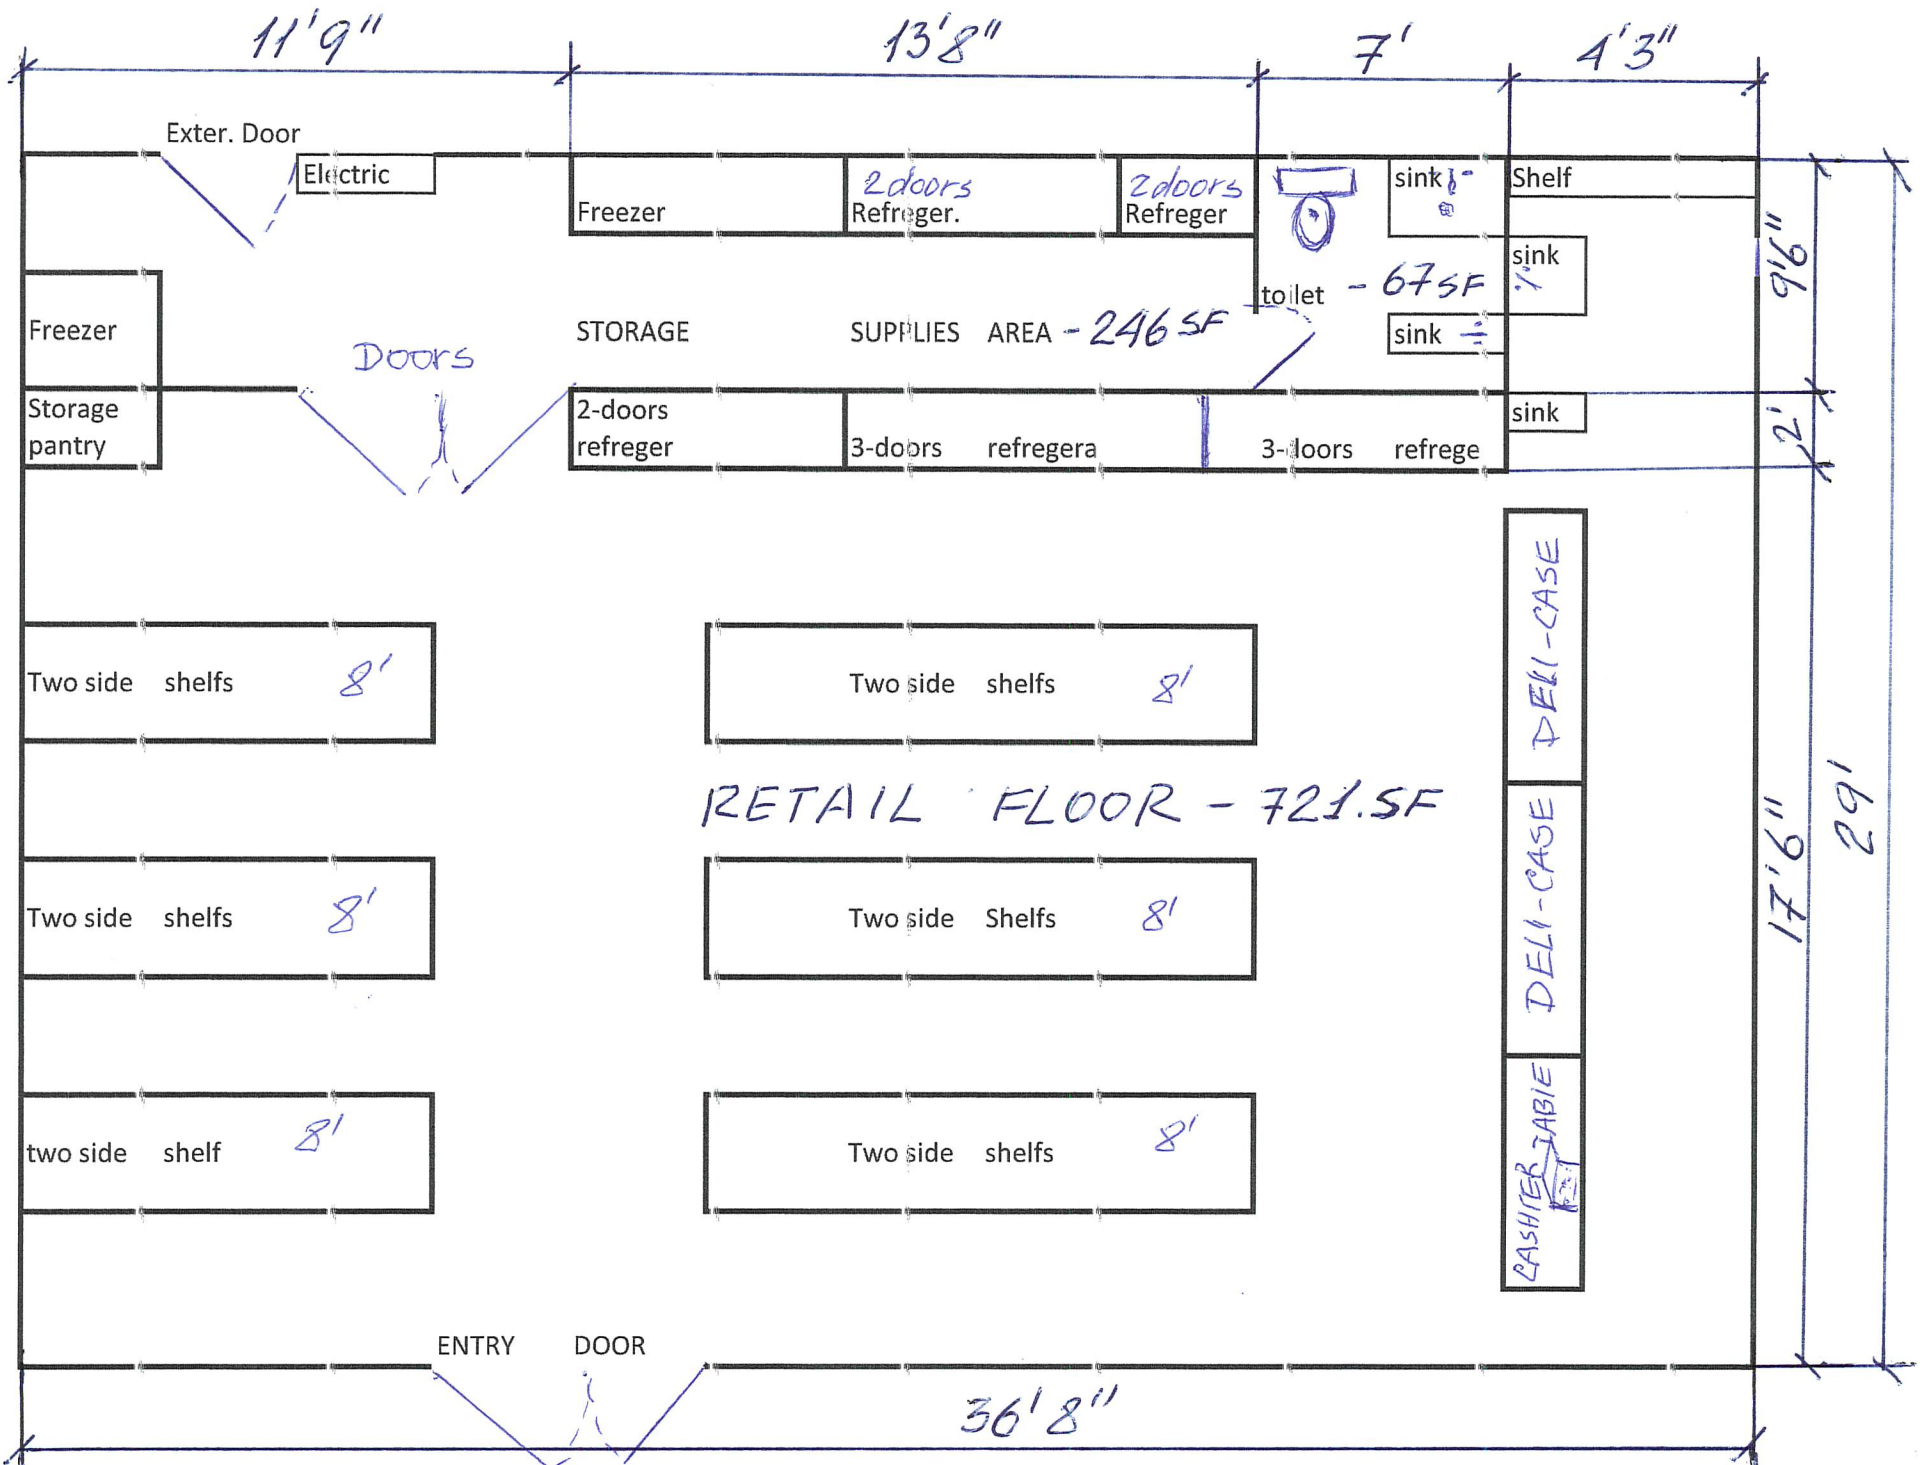 11'9" 13'8" 7' 4'3"
Exter. Door
Electric
Freezer
2doors
Refreger.
2doors
Refreger
sink
Shelf
sink
toilet - 67 SF
sink
9'6"
Freezer
Doors
STORAGE SUPPLIES AREA - 246 SF
Storage
pantry
2-doors
refreger
3-doors refregera
3-doors refrege
sink
2'
Two side shelfs 8'
Two side shelfs 8'
DELI-CASE
RETAIL FLOOR - 721.SF
29'
17'6"
Two side shelfs 8'
Two side Shelfs 8'
DELI-CASE
two side shelf 8'
Two side shelfs 8'
CASHIER TABLE
ENTRY DOOR
36'8"